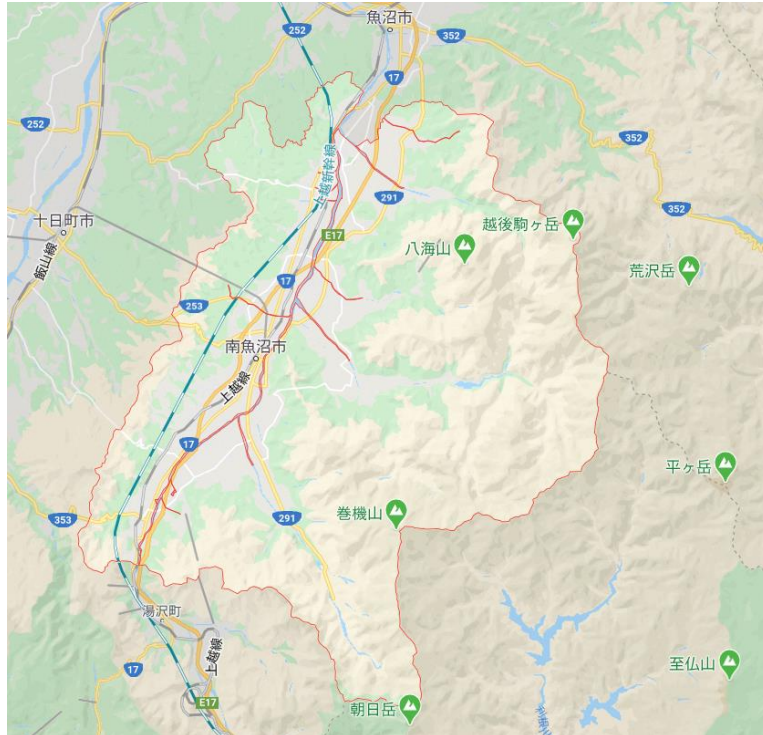 魚沼市
252
352
17
252
352
上越新幹線
291
352
十日町市
飯山線
E17
越後駒ヶ岳
八海山
荒沢岳
17
253
南魚沼市
上越線
17
平ヶ岳
353
291
巻機山
湯沢町
上越線
17
至仏山
E17
朝日岳